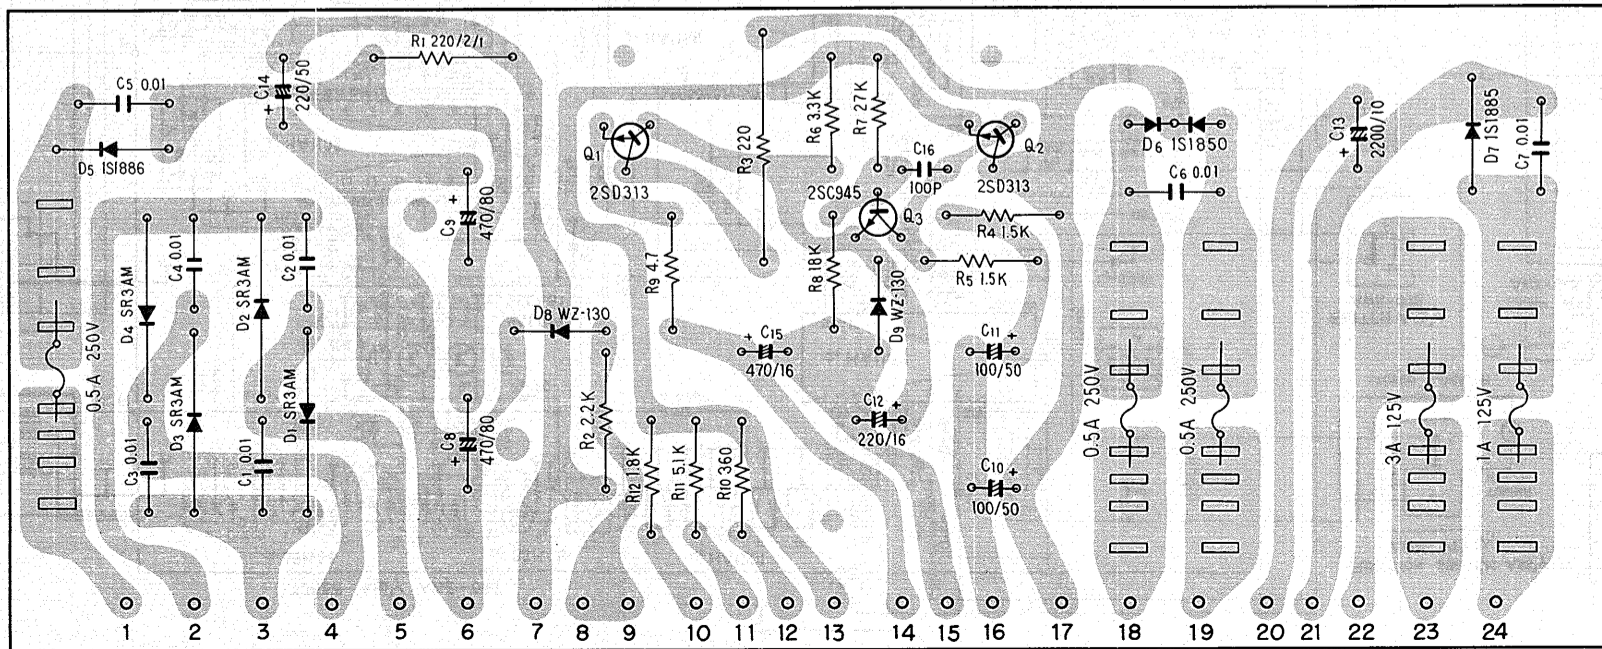 R1 220/2/1
C5 0.01
C14 220/50
+
D5 1S1886
R3 220
R6 3.3K
R7 27K
C16
100P
Q1
2SD313
2SC945
Q3
Q2
2SD313
D6 1S1850
C6 0.01
C13 2200/10
+
D7 1S1885
C7 0.01
+
C9 470/80
D4 SR3AM
C4 0.01
D2 SR3AM
C2 0.01
R9 4.7
R8 18K
R4 1.5K
R5 1.5K
D8 WZ-130
D9 WZ-130
+ C15
470/16
C11 +
100/50
0.5A 250V
D3 SR3AM
D1 SR3AM
C3 0.01
C1 0.01
C8 470/80
+
R2 2.2K
R12 1.8K
R11 5.1K
R10 360
C12 +
220/16
C10 +
100/50
0.5A 250V
0.5A 250V
3A 125V
1A 125V
1 2 3 4 5 6 7 8 9 10 11 12 13 14 15 16 17 18 19 20 21 22 23 24